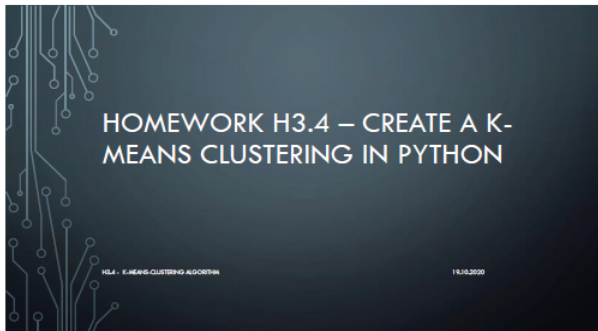 HOMEWORK H3.4 – CREATE A K-
MEANS CLUSTERING IN PYTHON
H3.4 - K-MEANS-CLUSTERING ALGORITHM
19.10.2020